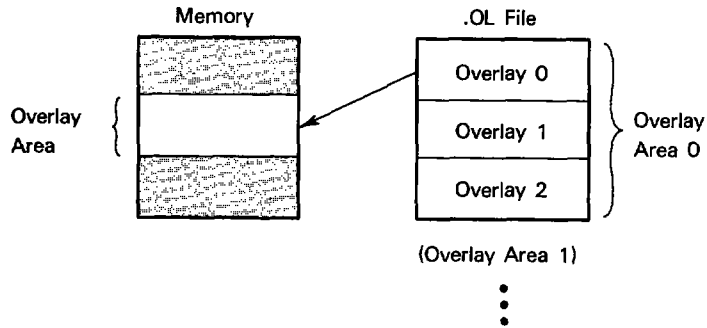 Memory
.OL File
Overlay
Area
Overlay 0
Overlay 1
Overlay 2
Overlay
Area 0
(Overlay Area 1)